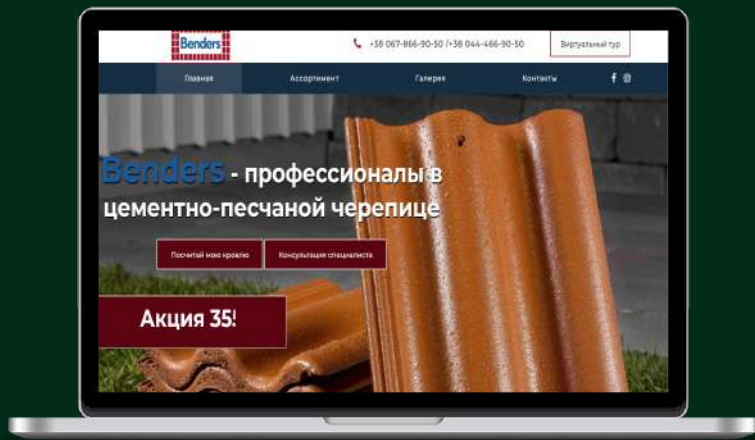 Benders
+38 067-866-90-50 /+38 044-466-90-50
Виртуальный тур
Главная
Ассортимент
Галерея
Контакты
Benders - профессионалы в
цементно-песчаной черепице
Посчитай мою кровлю
Консультация специалиста
Акция 35!